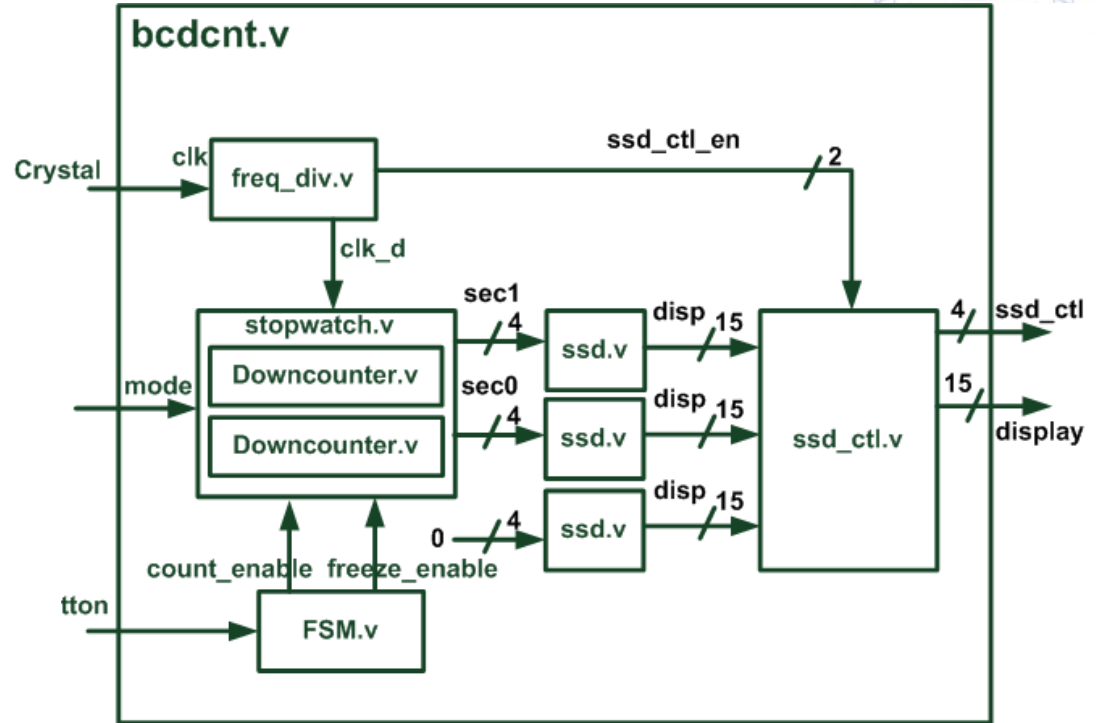 bcdcnt.v
ssd_ctl_en
2
Crystal
clk
freq_div.v
clk_d
sec1
4
stopwatch.v
Downcounter.v
mode
sec0
4
Downcounter.v
ssd.v
disp
15
ssd.v
disp
15
ssd.v
disp
15
0
4
ssd_ctl.v
4
ssd_ctl
15
display
count_enable
freeze_enable
tton
FSM.v